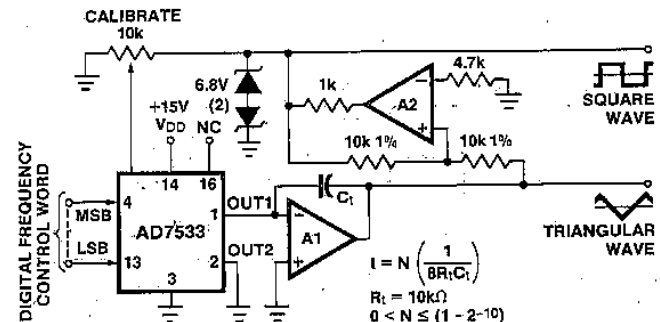 CALIBRATE
10k
6.8V
(2)
1k
A2
4.7k
SQUARE
WAVE
+15V
VDD
NC
10k 1%
10k 1%
14
16
Ct
DIGITAL FREQUENCY
CONTROL WORD
MSB
LSB
4
13
AD7533
1
2
3
OUT1
OUT2
A1
TRIANGULAR
WAVE
f = N (1 / 8RtCt)
Rt = 10kΩ
0 < N ≤ (1 - 2-10)